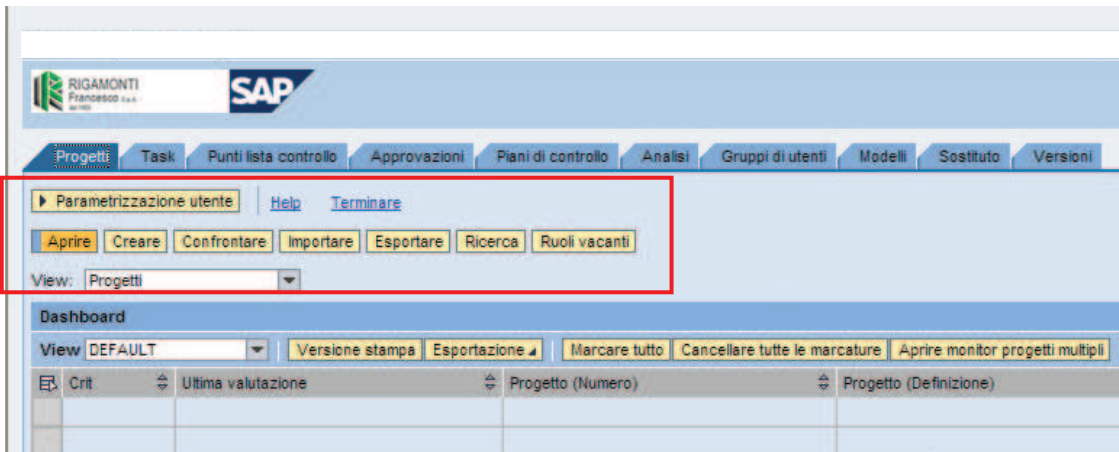 RIGAMONTI
Francesco s.a.s.
SAP
Progetti Task Punti lista controllo Approvazioni Piani di controllo Analisi Gruppi di utenti Modelli Sostituto Versioni
Parametrizzazione utente Help Terminare
Aprire Creare Confrontare Importare Esportare Ricerca Ruoli vacanti
View: Progetti
Dashboard
View DEFAULT Versione stampa Esportazione Marcare tutto Cancellare tutte le marcature Aprire monitor progetti multipli
Crit Ultima valutazione Progetto (Numero) Progetto (Definizione)